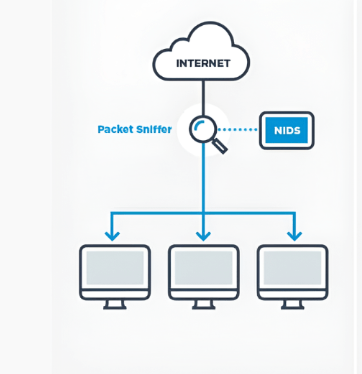 INTERNET
Packet Sniffer
NIDS